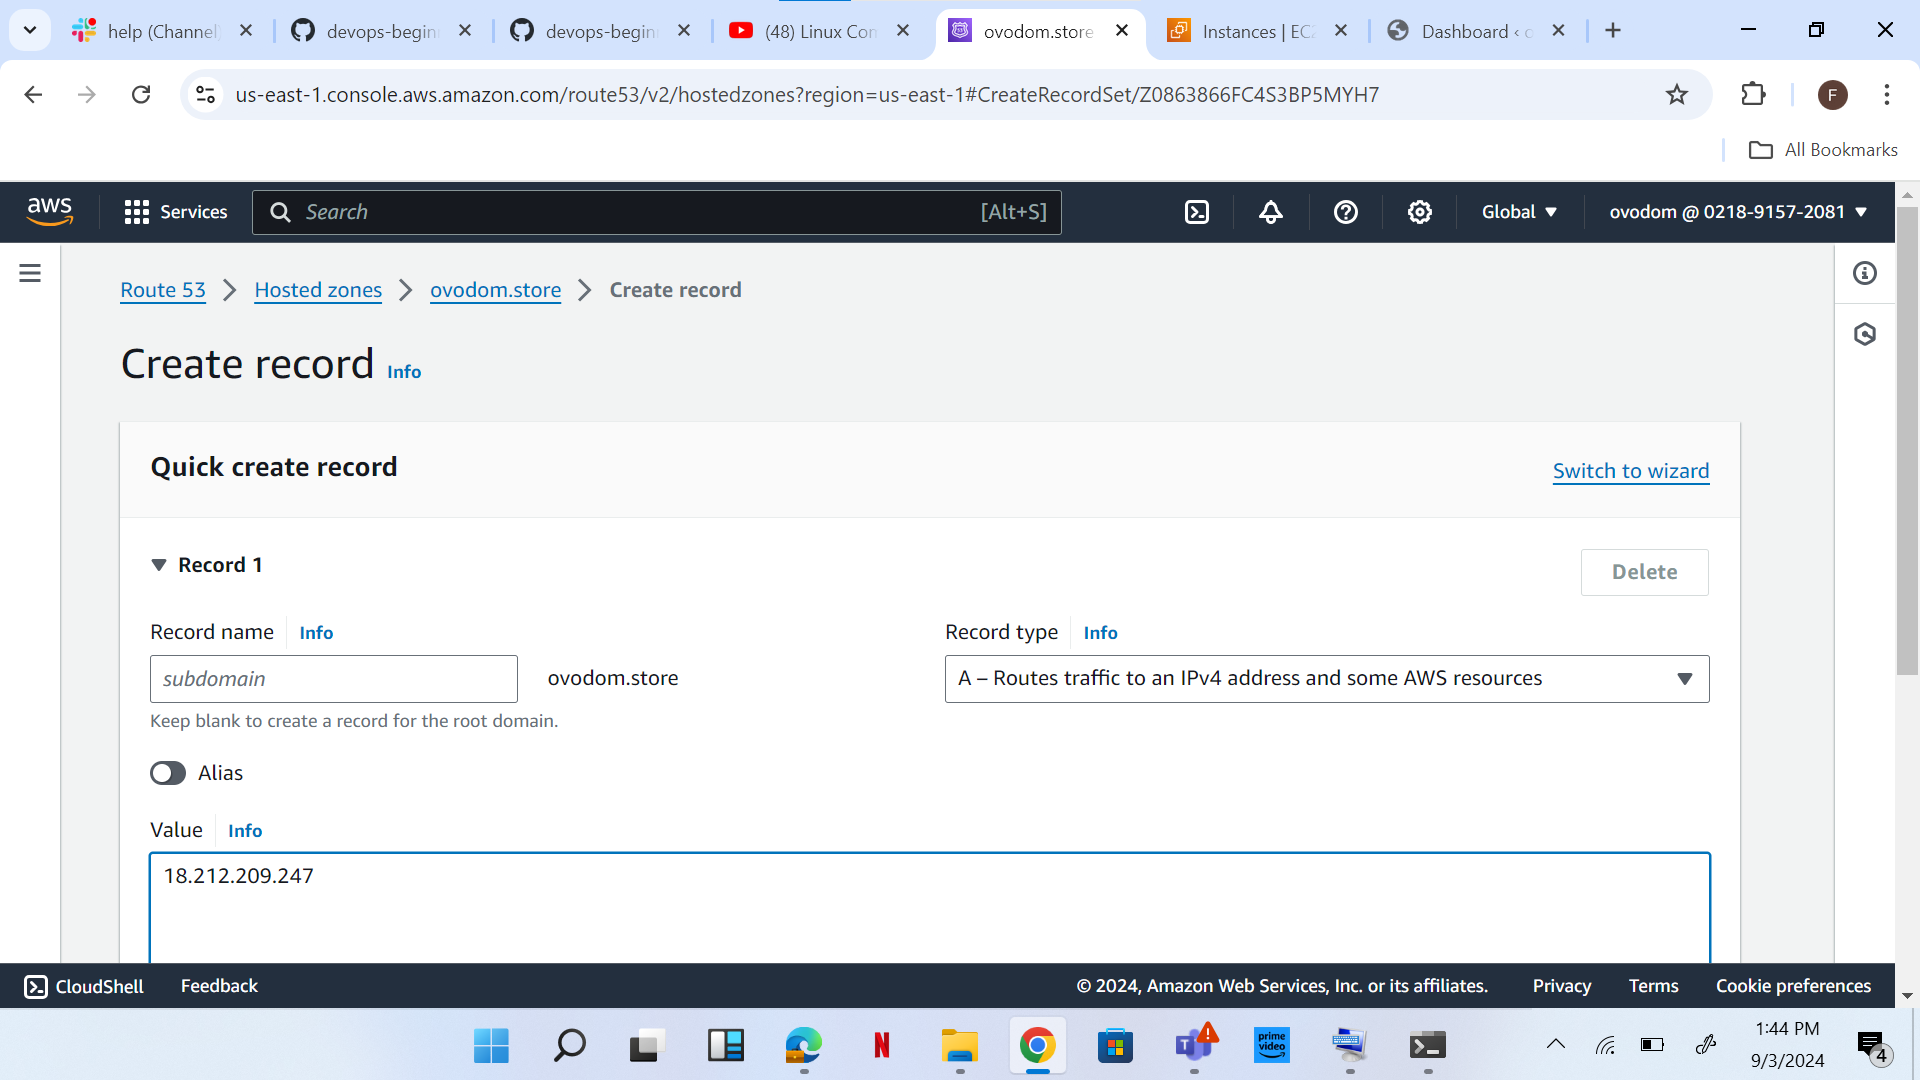 help (Channel)
devops-begin
devops-begin
(48) Linux Con
ovodom.store
Instances | EC2
Dashboard ‹ o
us-east-1.console.aws.amazon.com/route53/v2/hostedzones?region=us-east-1#CreateRecordSet/Z0863866FC4S3BP5MYH7
F
All Bookmarks
aws
Services
Search
[Alt+S]
Global
ovodom @ 0218-9157-2081
Route 53
Hosted zones
ovodom.store
Create record
Create record Info
Quick create record
Switch to wizard
Record 1
Delete
Record name Info
Record type Info
subdomain
ovodom.store
A – Routes traffic to an IPv4 address and some AWS resources
Keep blank to create a record for the root domain.
Alias
Value Info
18.212.209.247
CloudShell
Feedback
© 2024, Amazon Web Services, Inc. or its affiliates.
Privacy
Terms
Cookie preferences
N
T
prime
video
1:44 PM
9/3/2024
4